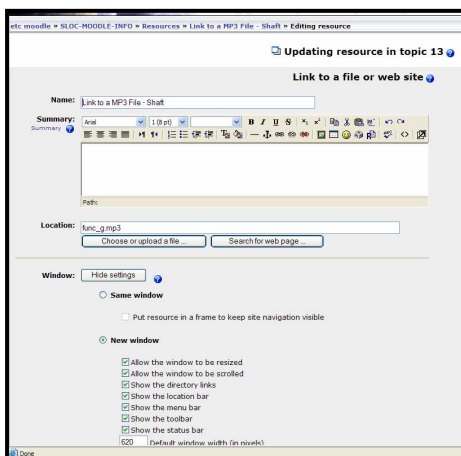 etc moodle » SLOC-MOODLE-INFO » Resources » Link to a MP3 File - Shaft » Editing resource
Updating resource in topic 13
Link to a file or web site
Name: Link to a MP3 File - Shaft
Summary: Arial 1 (8 pt) B I U S
Summary
Path:
Location: func_g.mp3
Choose or upload a file ... Search for web page ...
Window: Hide settings
Same window
Put resource in a frame to keep site navigation visible
New window
Allow the window to be resized
Allow the window to be scrolled
Show the directory links
Show the location bar
Show the menu bar
Show the toolbar
Show the status bar
620 Default window width (in pixels)
Done